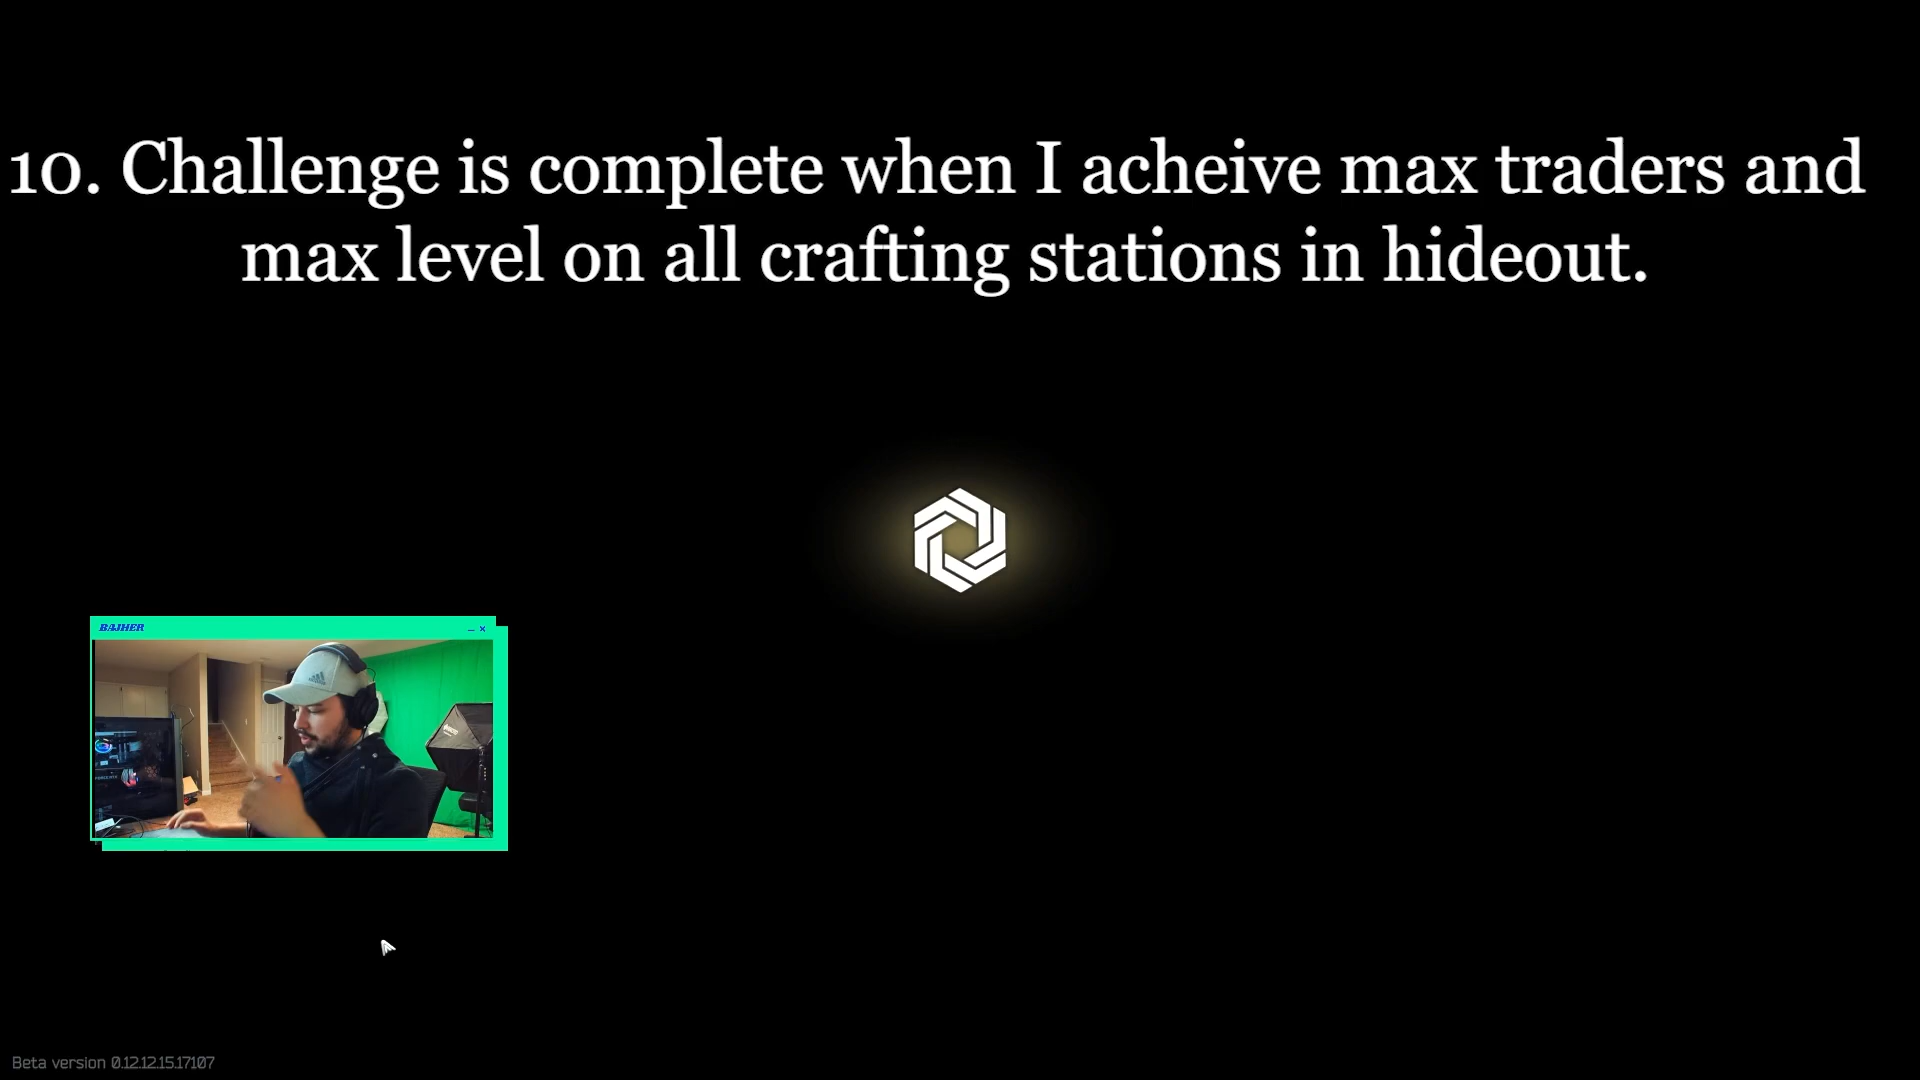 10. Challenge is complete when I acheive max traders and
max level on all crafting stations in hideout.
BAJHER
Beta version 0.12.12.15.17107